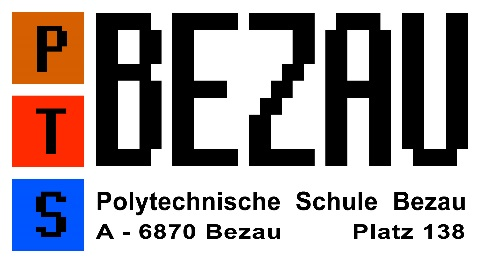 P
T
S
BEZAU
Polytechnische Schule Bezau
A - 6870 Bezau Platz 138